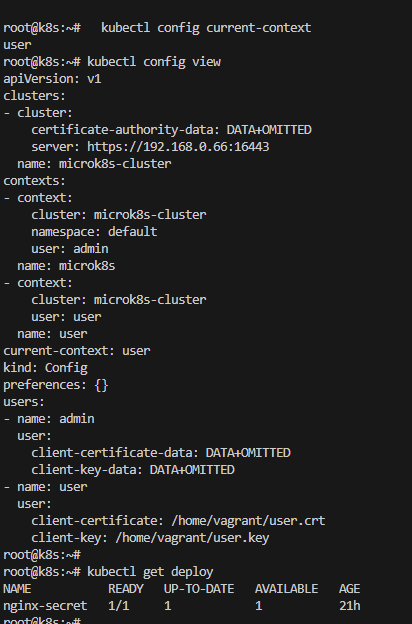 root@k8s:~#   kubectl config current-context
user
root@k8s:~# kubectl config view
apiVersion: v1
clusters:
- cluster:
    certificate-authority-data: DATA+OMITTED
    server: https://192.168.0.66:16443
  name: microk8s-cluster
contexts:
- context:
    cluster: microk8s-cluster
    namespace: default
    user: admin
  name: microk8s
- context:
    cluster: microk8s-cluster
    user: user
  name: user
current-context: user
kind: Config
preferences: {}
users:
- name: admin
  user:
    client-certificate-data: DATA+OMITTED
    client-key-data: DATA+OMITTED
- name: user
  user:
    client-certificate: /home/vagrant/user.crt
    client-key: /home/vagrant/user.key
root@k8s:~#
root@k8s:~# kubectl get deploy
NAME           READY   UP-TO-DATE   AVAILABLE   AGE
nginx-secret   1/1     1            1           21h
root@k8s:~#